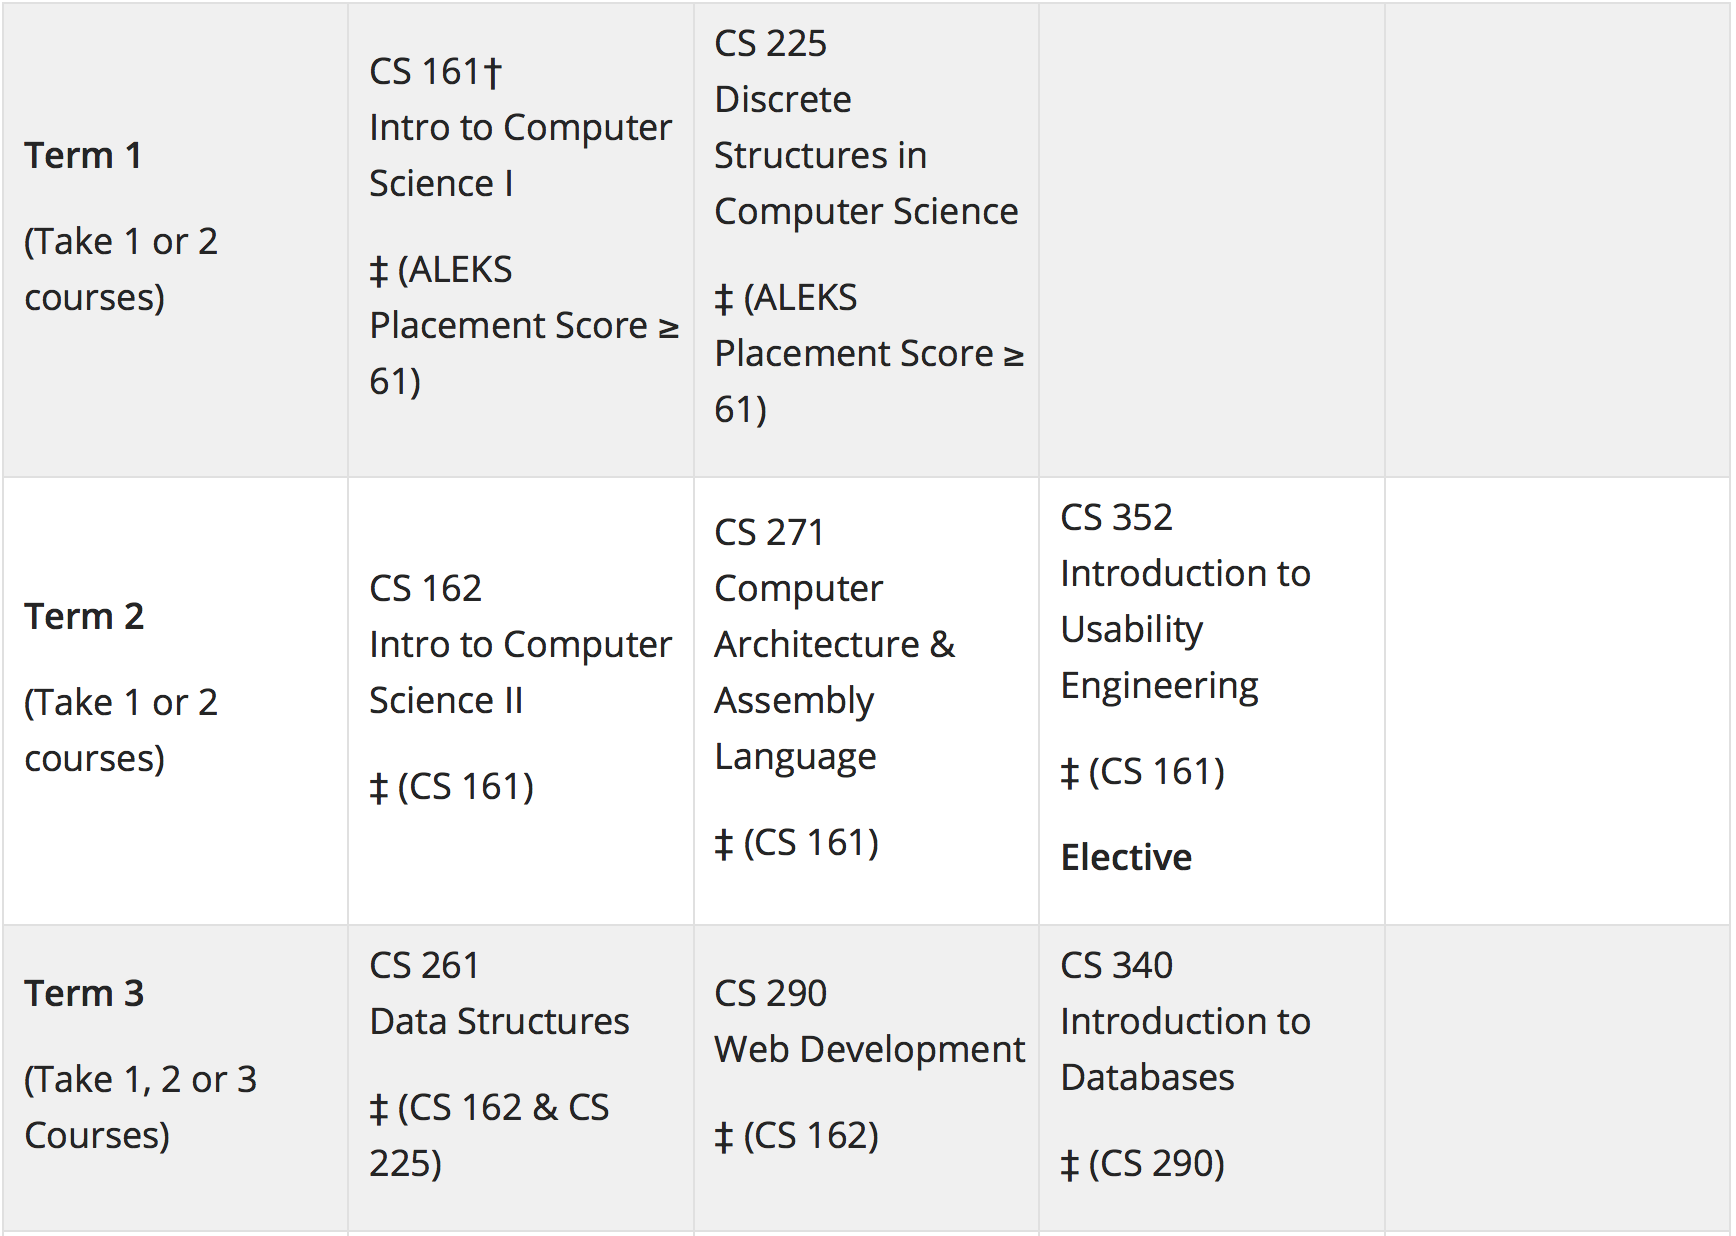 Term 1
(Take 1 or 2
courses)
CS 161†
Intro to Computer
Science I
‡ (ALEKS
Placement Score ≥
61)
CS 225
Discrete
Structures in
Computer Science
‡ (ALEKS
Placement Score ≥
61)
Term 2
(Take 1 or 2
courses)
CS 162
Intro to Computer
Science II
‡ (CS 161)
CS 271
Computer
Architecture &
Assembly
Language
‡ (CS 161)
CS 352
Introduction to
Usability
Engineering
‡ (CS 161)
Elective
Term 3
(Take 1, 2 or 3
Courses)
CS 261
Data Structures
‡ (CS 162 & CS
225)
CS 290
Web Development
‡ (CS 162)
CS 340
Introduction to
Databases
‡ (CS 290)